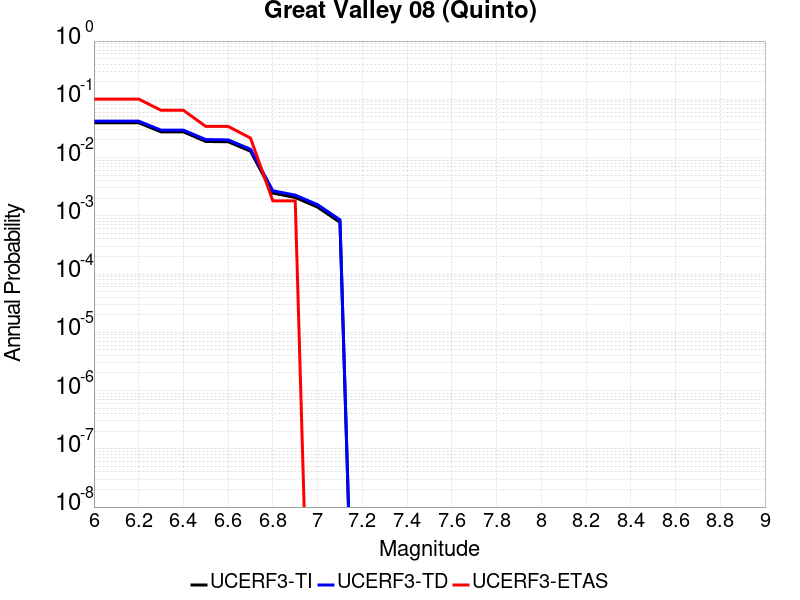 Great Valley 08 (Quinto)
10 0
10 -1
10 -2
10 -3
10 -4
10 -5
10 -6
10 -7
10 -8
Annual Probability
6 6.2 6.4 6.6 6.8 7 7.2 7.4 7.6 7.8 8 8.2 8.4 8.6 8.8 9
Magnitude
UCERF3-TI UCERF3-TD UCERF3-ETAS